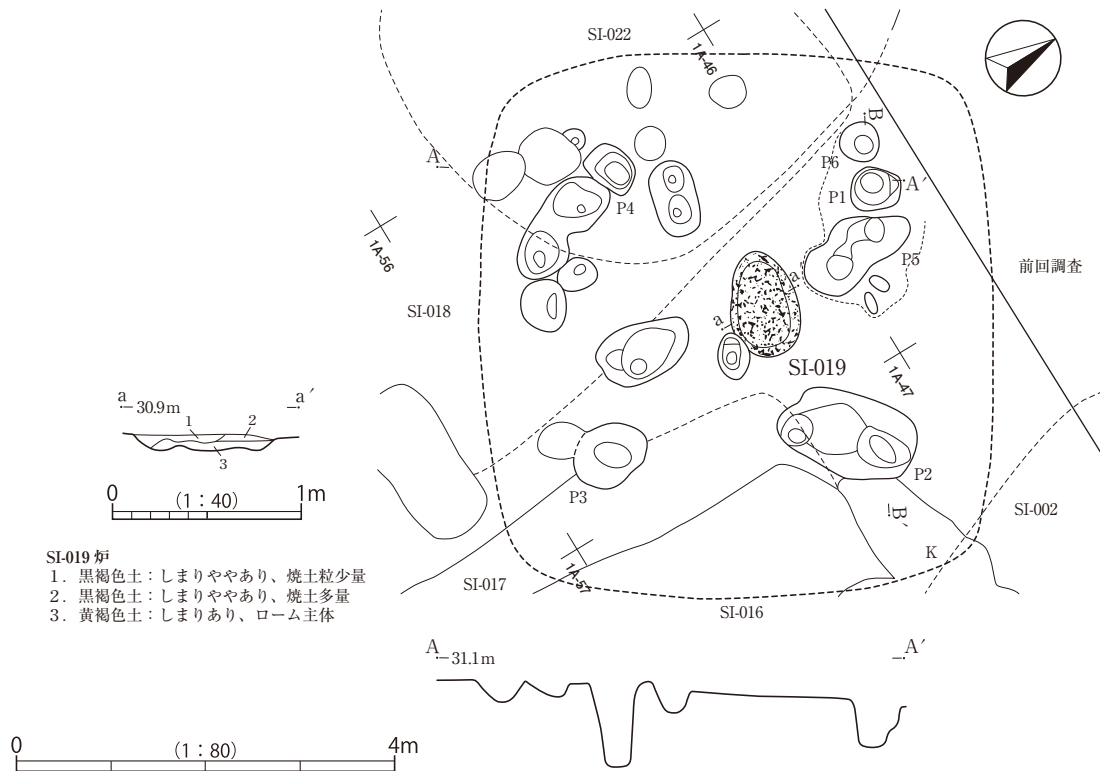 SI-022
1A-46
B
A
P6
A′
P1
P4
P5
1A-56
前回調査
SI-018
a
a
SI-019
1A-47
a
30.9m
a′
1
2
3
P2
P3
0
(1：40)
1m
B′
SI-002
K
SI-019 炉
1．黒褐色土：しまりややあり、焼土粒少量
2．黒褐色土：しまりややあり、焼土多量
3．黄褐色土：しまりあり、ローム主体
SI-017
1A-57
SI-016
A
31.1m
A′
0
(1：80)
4m